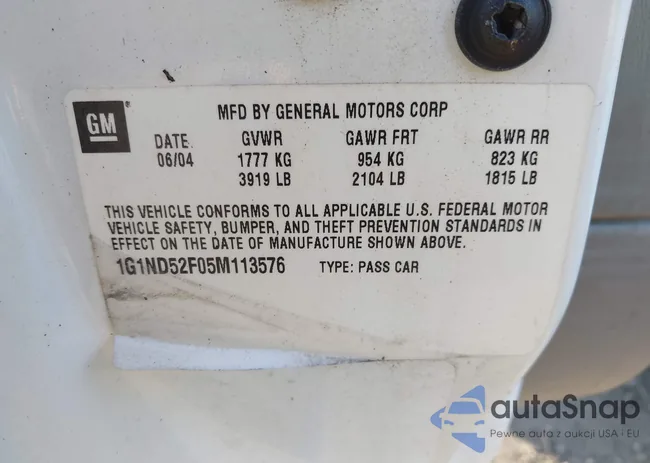 GM
MFD BY GENERAL MOTORS CORP
DATE GVWR GAWR FRT GAWR RR
06/04 1777 KG 954 KG 823 KG
3919 LB 2104 LB 1815 LB
THIS VEHICLE CONFORMS TO ALL APPLICABLE U.S. FEDERAL MOTOR
VEHICLE SAFETY, BUMPER, AND THEFT PREVENTION STANDARDS IN
EFFECT ON THE DATE OF MANUFACTURE SHOWN ABOVE.
1G1ND52F05M113576 TYPE: PASS CAR
autaSnap
Pewne auta z aukcji USA i EU